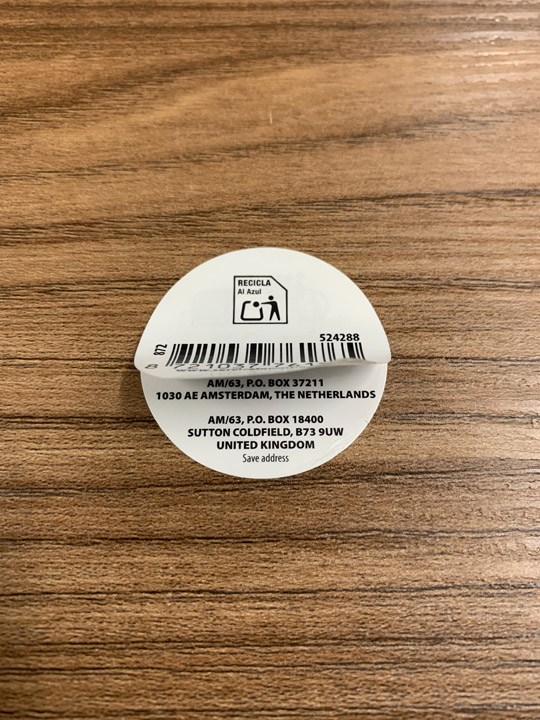 RECICLA
Al Azul
524288
872
AM/63, P.O. BOX 37211
1030 AE AMSTERDAM, THE NETHERLANDS
AM/63, P.O. BOX 18400
SUTTON COLDFIELD, B73 9UW
UNITED KINGDOM
Save address